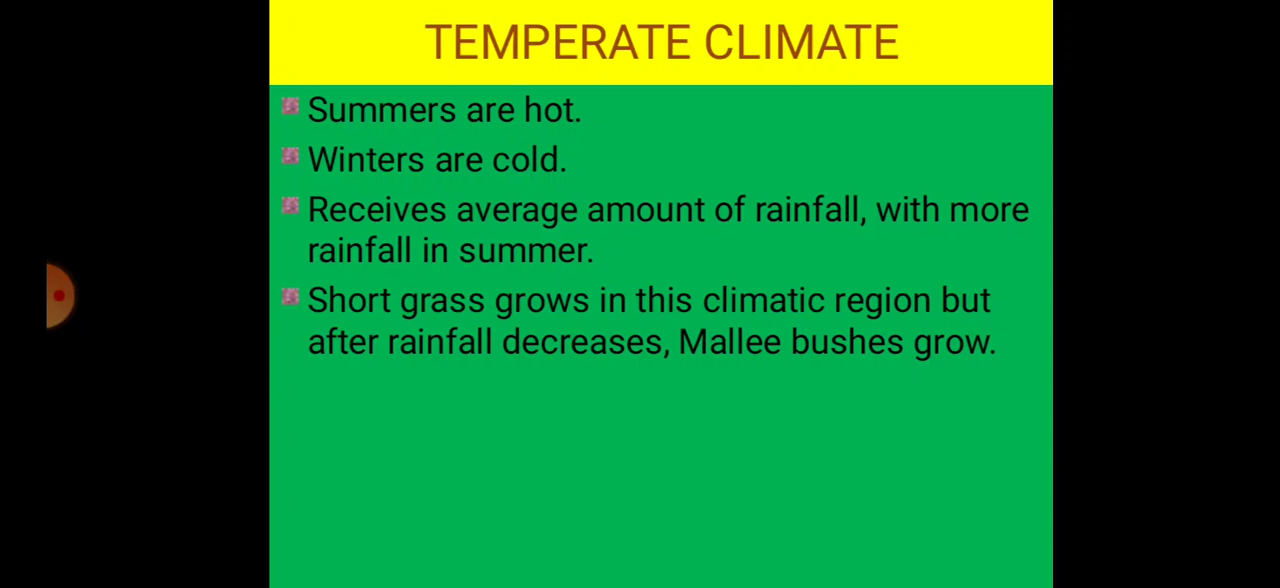 TEMPERATE CLIMATE
Summers are hot.
Winters are cold.
Receives average amount of rainfall, with more
rainfall in summer.
Short grass grows in this climatic region but
after rainfall decreases, Mallee bushes grow.